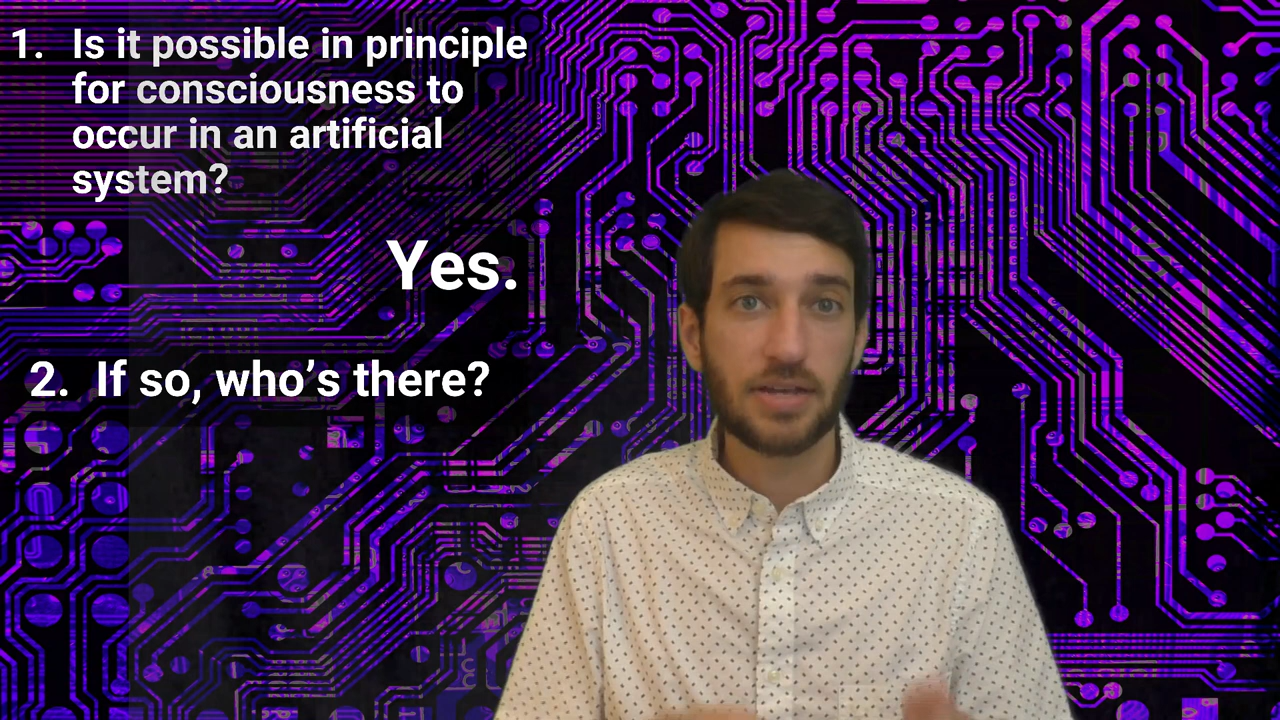 1. Is it possible in principle
for consciousness to
occur in an artificial
system?
Yes.
2. If so, who's there?